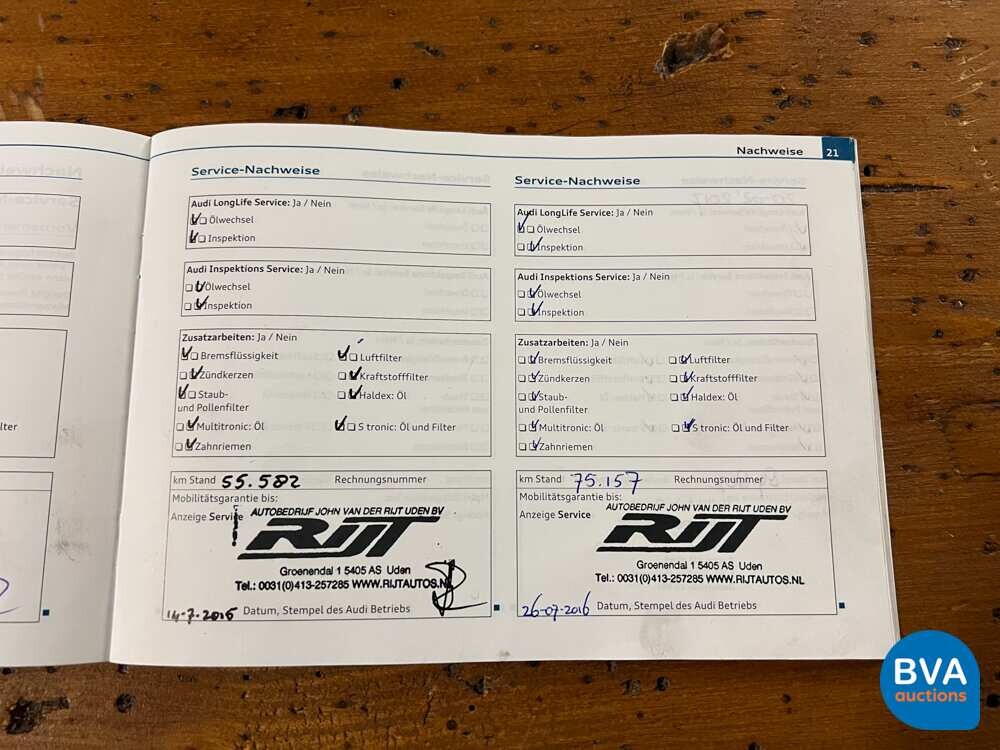 Nachweise 21
Service-Nachweise
Audi LongLife Service: Ja / Nein
Ölwechsel
Inspektion
Audi Inspektions Service: Ja / Nein
Ölwechsel
Inspektion
Zusatzarbeiten: Ja / Nein
Bremsflüssigkeit Luftfilter
Zündkerzen Kraftstofffilter
Staub- Haldex: Öl
und Pollenfilter
Multitronic: Öl S tronic: Öl und Filter
Zahnriemen
km Stand 55.582 Rechnungsnummer
Mobilitätsgarantie bis:
Anzeige Service
AUTOBEDRIJF JOHN VAN DER RIJT UDEN BV
RIJT
Groenendal 1 5405 AS Uden
Tel.: 0031(0)413-257285 WWW.RIJTAUTOS.NL
14-7-2015 Datum, Stempel des Audi Betriebs
Service-Nachweise
Audi LongLife Service: Ja / Nein
Ölwechsel
Inspektion
Audi Inspektions Service: Ja / Nein
Ölwechsel
Inspektion
Zusatzarbeiten: Ja / Nein
Bremsflüssigkeit Luftfilter
Zündkerzen Kraftstofffilter
Staub- Haldex: Öl
und Pollenfilter
Multitronic: Öl S tronic: Öl und Filter
Zahnriemen
km Stand 75.157 Rechnungsnummer
Mobilitätsgarantie bis:
Anzeige Service
AUTOBEDRIJF JOHN VAN DER RIJT UDEN BV
RIJT
Groenendal 1 5405 AS Uden
Tel.: 0031(0)413-257285 WWW.RIJTAUTOS.NL
26-07-2016 Datum, Stempel des Audi Betriebs
lter
BVA
auctions